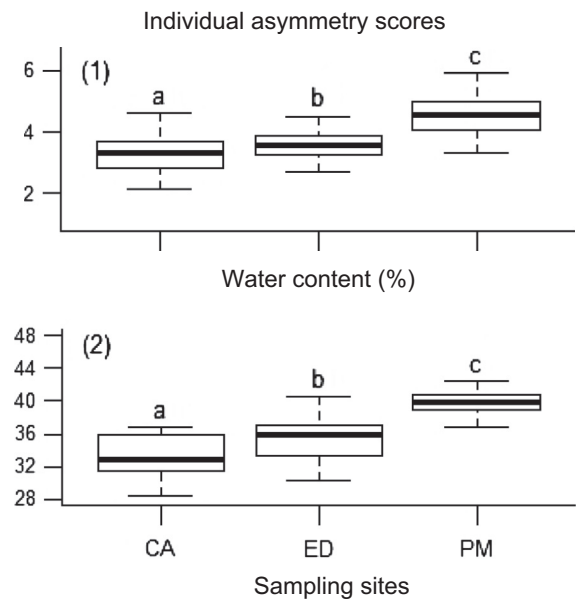 Individual asymmetry scores
(1)
a
b
c
6
4
2
Water content (%)
(2)
a
b
c
48
44
40
36
32
28
CA ED PM
Sampling sites